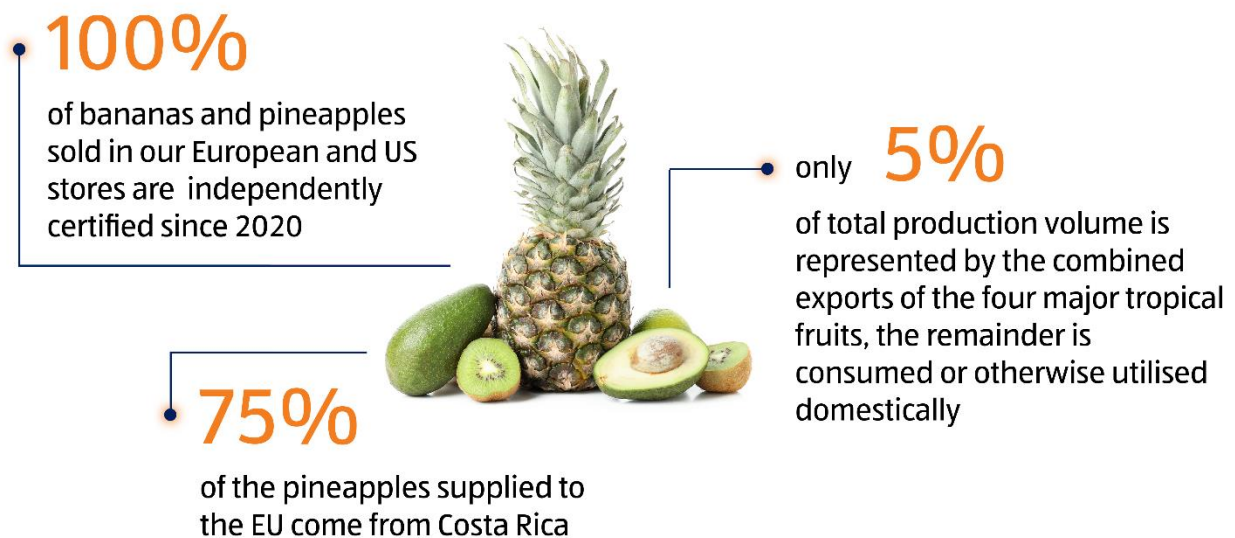 100%
of bananas and pineapples
sold in our European and US
stores are independently
certified since 2020
only 5%
of total production volume is
represented by the combined
exports of the four major tropical
fruits, the remainder is
consumed or otherwise utilised
domestically
75%
of the pineapples supplied to
the EU come from Costa Rica